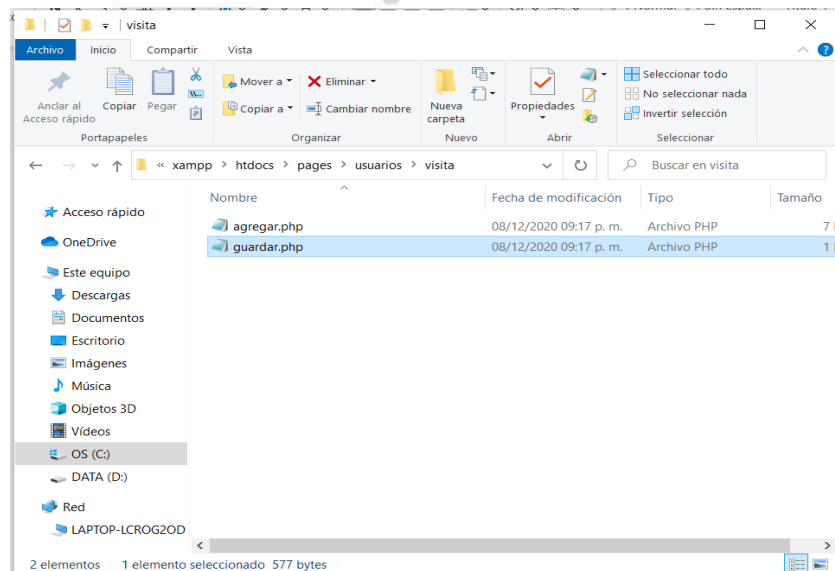 visita
Archivo Inicio Compartir Vista
Anclar al Acceso rápido
Copiar
Pegar
Mover a
Copiar a
Eliminar
Cambiar nombre
Nueva carpeta
Propiedades
Seleccionar todo
No seleccionar nada
Invertir selección
Portapapeles Organizar Nuevo Abrir Seleccionar
« xampp > htdocs > pages > usuarios > visita
Buscar en visita
Nombre Fecha de modificación Tipo Tamaño
agregar.php 08/12/2020 09:17 p. m. Archivo PHP 7
guardar.php 08/12/2020 09:17 p. m. Archivo PHP 1
Acceso rápido
OneDrive
Este equipo
Descargas
Documentos
Escritorio
Imágenes
Música
Objetos 3D
Vídeos
OS (C:)
DATA (D:)
Red
LAPTOP-LCROG2OD
2 elementos 1 elemento seleccionado 577 bytes